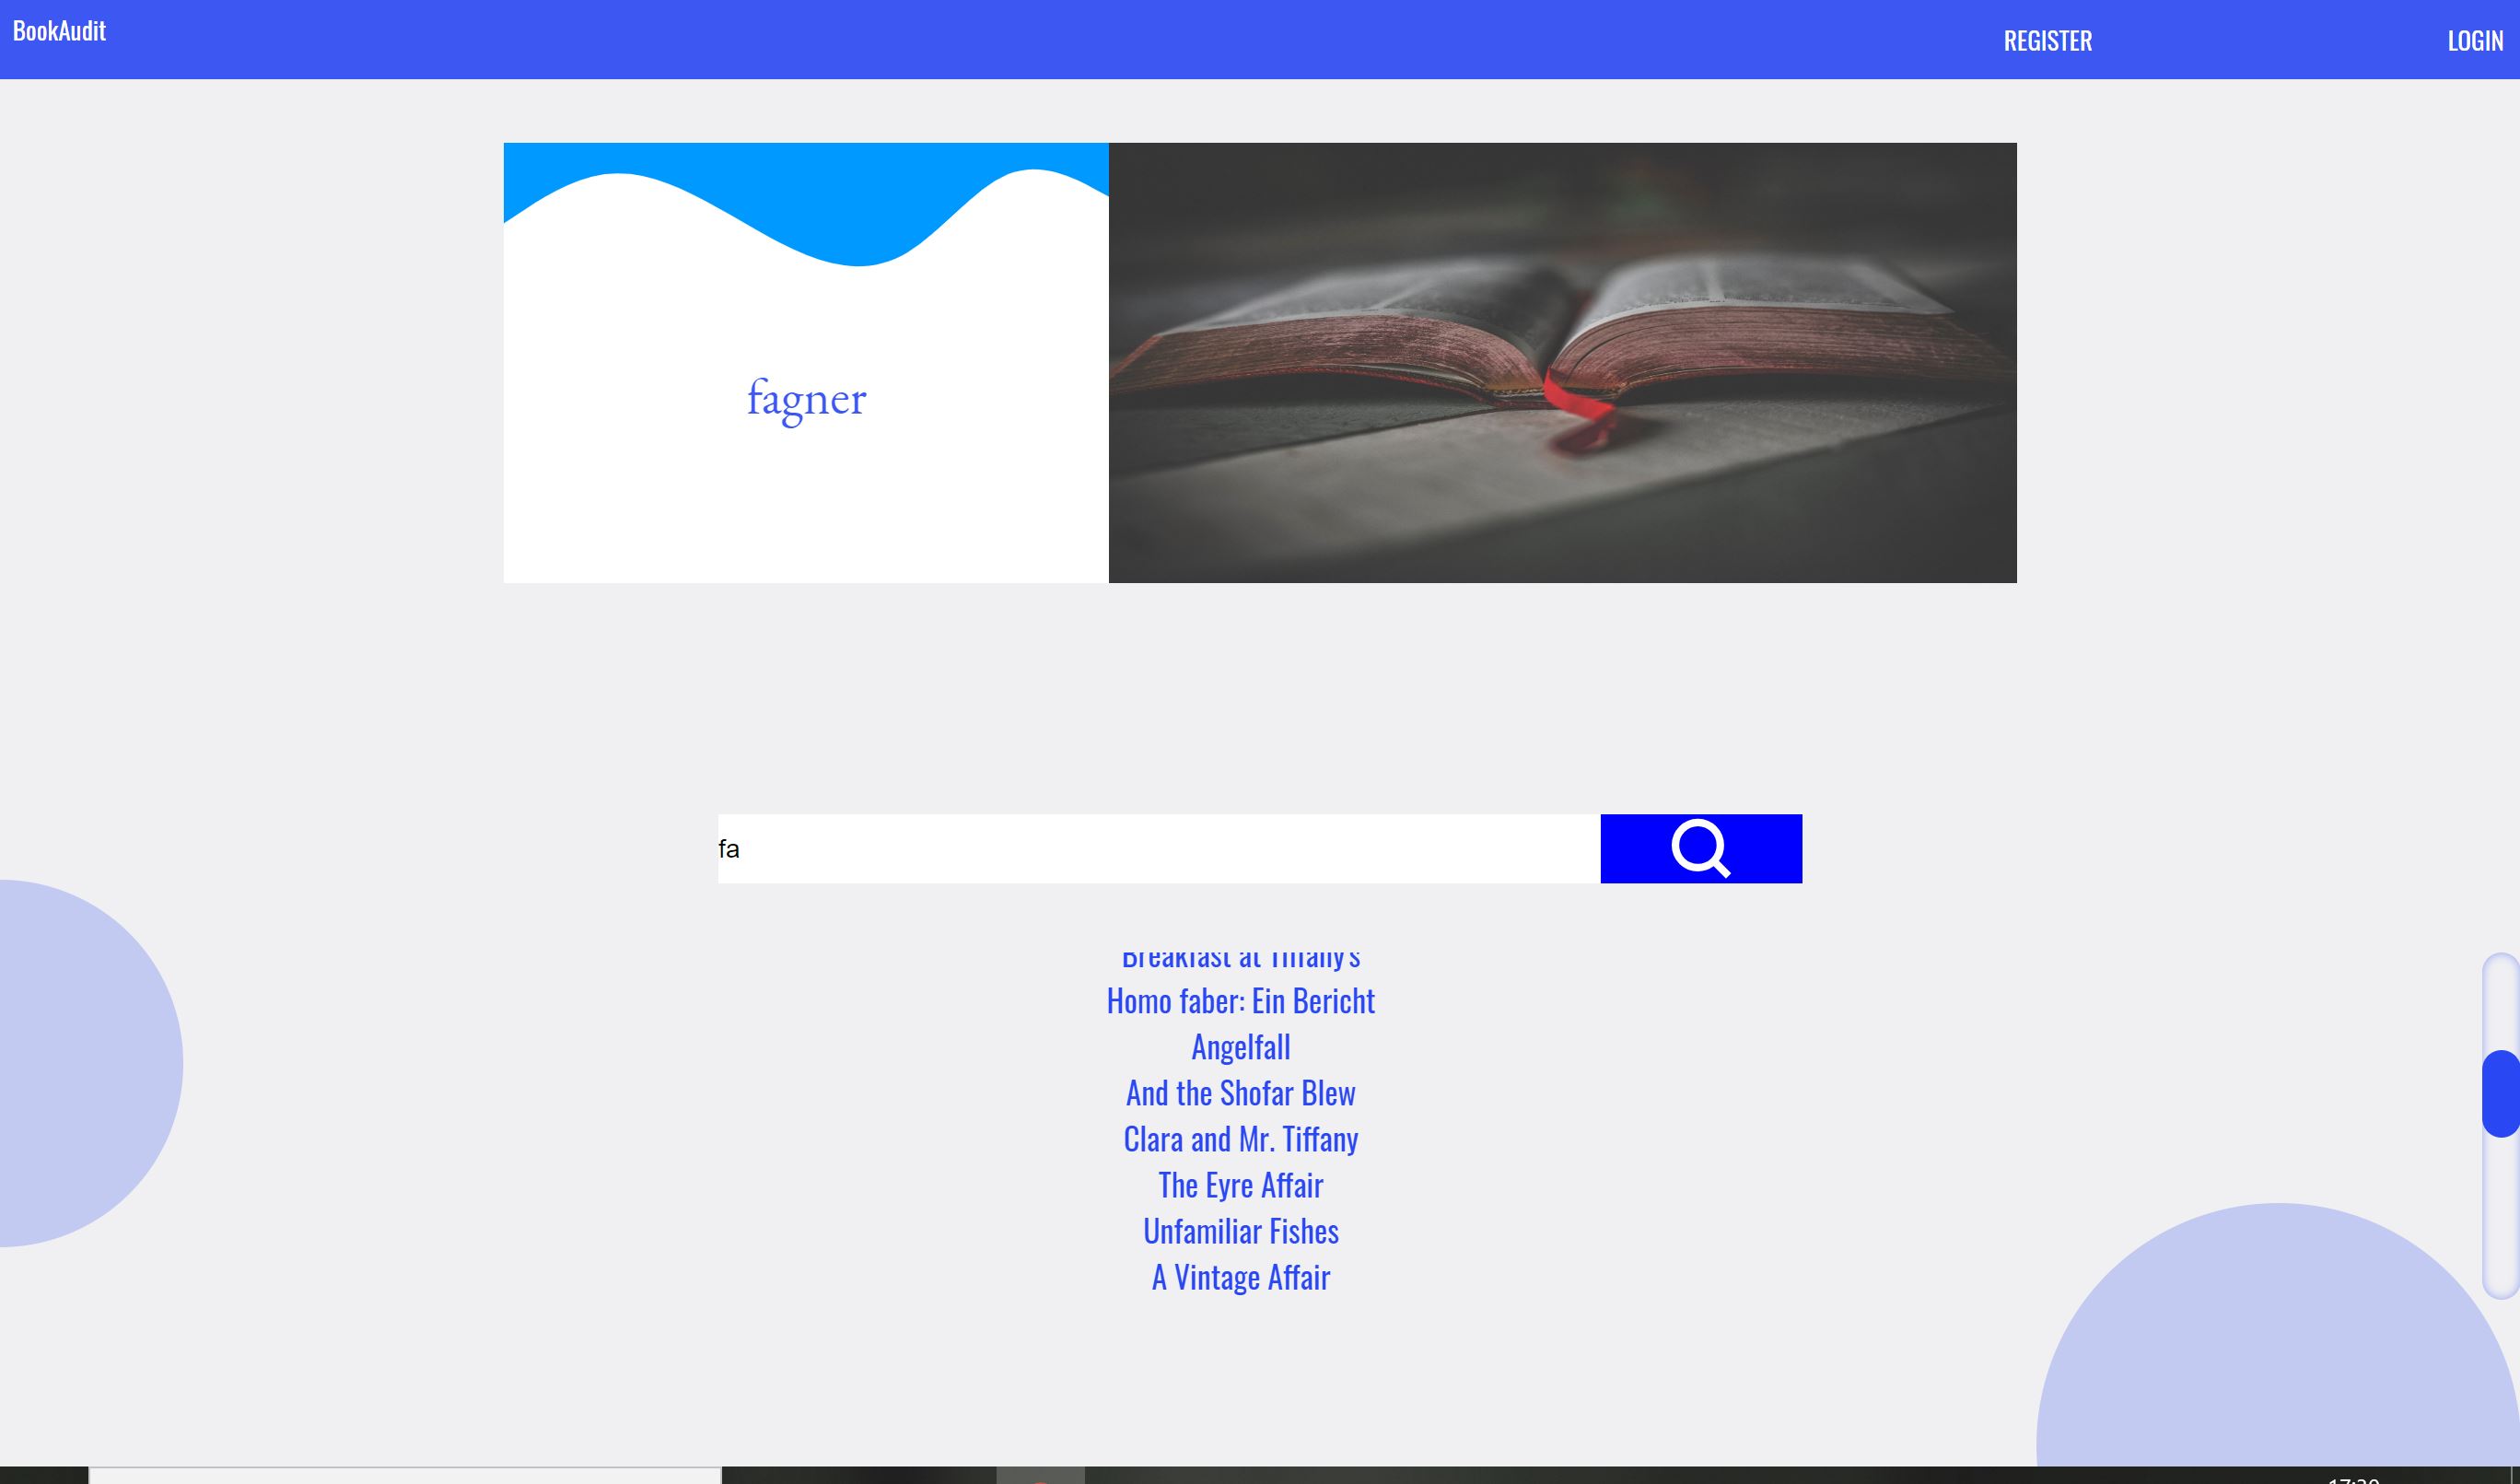 BookAudit
REGISTER
LOGIN
fagner
fa
Breakfast at Tiffany's
Homo faber: Ein Bericht
Angelfall
And the Shofar Blew
Clara and Mr. Tiffany
The Eyre Affair
Unfamiliar Fishes
A Vintage Affair